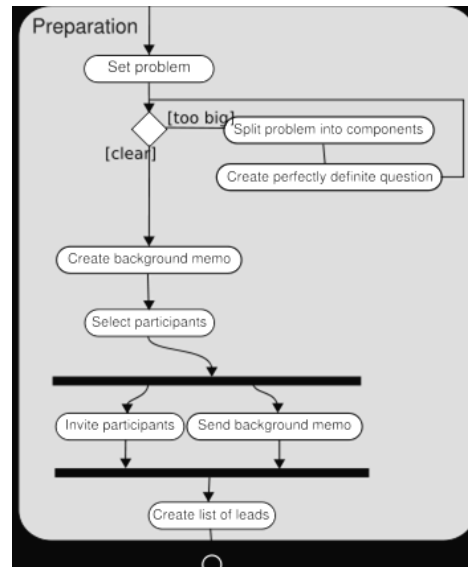 Preparation
Set problem
[too big]
Split problem into components
[clear]
Create perfectly definite question
Create background memo
Select participants
Invite participants
Send background memo
Create list of leads